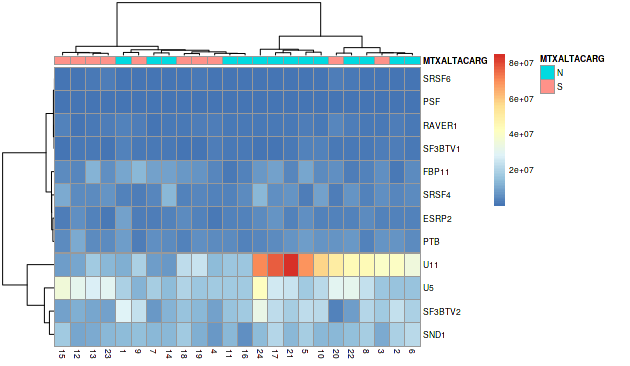 MTXALTACARG
SRSF6
PSF
RAVER1
SF3BTV1
FBP11
SRSF4
ESRP2
PTB
U11
U5
SF3BTV2
SND1
15 12 13 23 1 9 7 14 18 19 4 11 16 24 17 21 5 10 20 22 8 3 2 6
8e+07
6e+07
4e+07
2e+07
MTXALTACARG
N
S